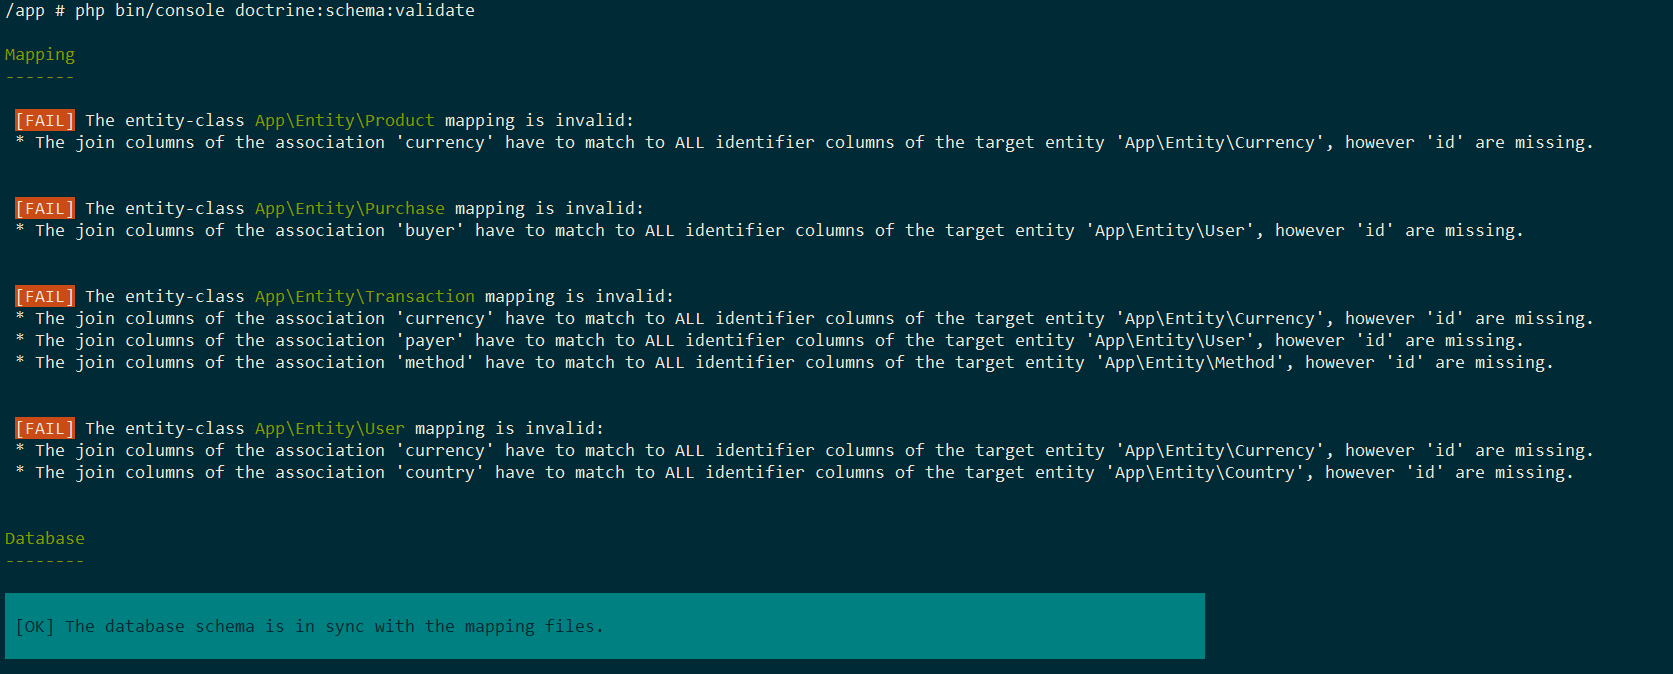 /app # php bin/console doctrine:schema:validate
Mapping
-------
[FAIL] The entity-class App\Entity\Product mapping is invalid:
* The join columns of the association 'currency' have to match to ALL identifier columns of the target entity 'App\Entity\Currency', however 'id' are missing.
[FAIL] The entity-class App\Entity\Purchase mapping is invalid:
* The join columns of the association 'buyer' have to match to ALL identifier columns of the target entity 'App\Entity\User', however 'id' are missing.
[FAIL] The entity-class App\Entity\Transaction mapping is invalid:
* The join columns of the association 'currency' have to match to ALL identifier columns of the target entity 'App\Entity\Currency', however 'id' are missing.
* The join columns of the association 'payer' have to match to ALL identifier columns of the target entity 'App\Entity\User', however 'id' are missing.
* The join columns of the association 'method' have to match to ALL identifier columns of the target entity 'App\Entity\Method', however 'id' are missing.
[FAIL] The entity-class App\Entity\User mapping is invalid:
* The join columns of the association 'currency' have to match to ALL identifier columns of the target entity 'App\Entity\Currency', however 'id' are missing.
* The join columns of the association 'country' have to match to ALL identifier columns of the target entity 'App\Entity\Country', however 'id' are missing.
Database
--------
[OK] The database schema is in sync with the mapping files.